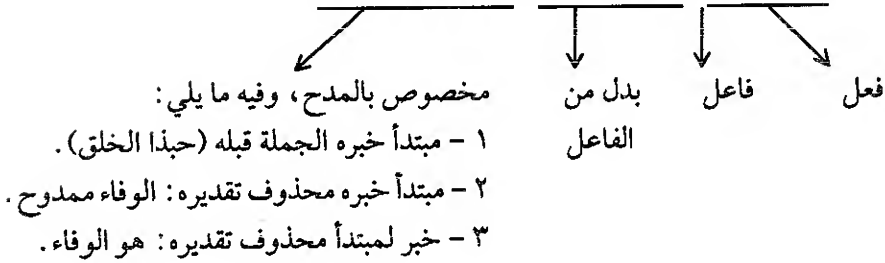 فعل فاعل بدل من الفاعل مخصوص بالمدح، وفيه ما يلي:
١ - مبتدأ خبره الجملة قبله (حبذا الخلق).
٢ - مبتدأ خبره محذوف تقديره: الوفاء ممدوح.
٣ - خبر لمبتدأ محذوف تقديره: هو الوفاء.